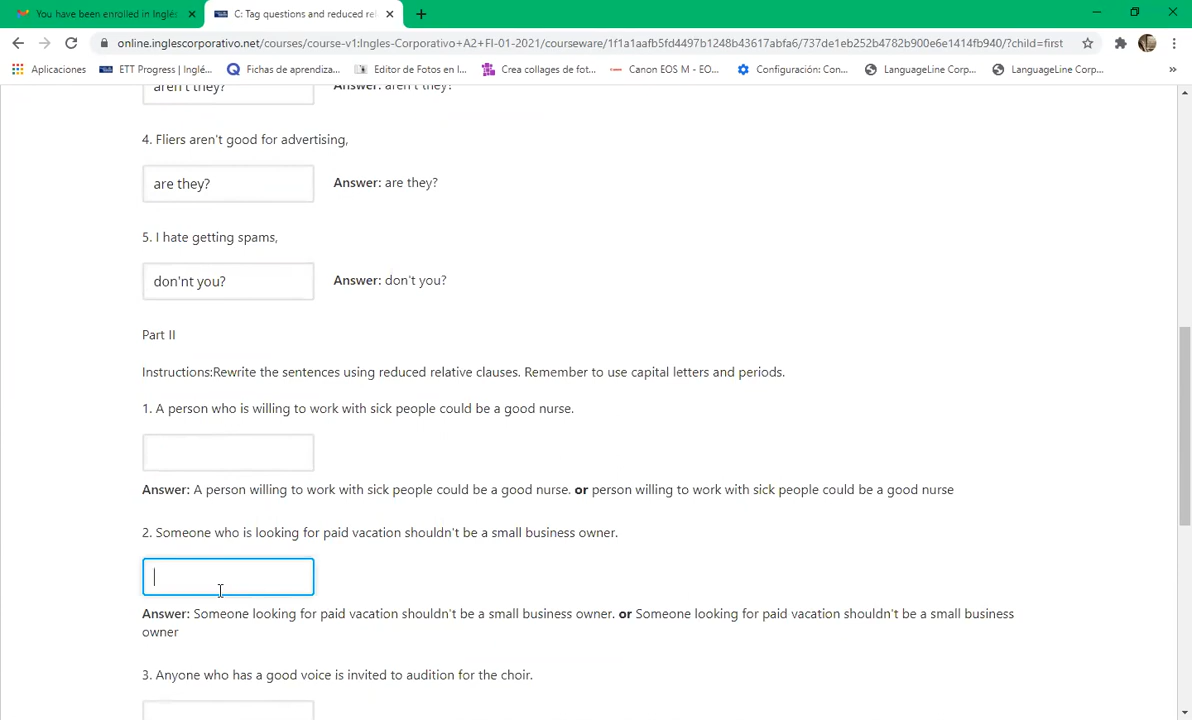 You have been enrolled in Inglés
C: Tag questions and reduced rel
online.inglescorporativo.net/courses/course-v1:Ingles-Corporativo+A2+FI-01-2021/courseware/1f1a1aafb5fd4497b1248b43617abfa6/737de1eb252b4782b900e6e1414fb940/?child=first
Aplicaciones
ETT Progress | Inglé...
Fichas de aprendiza...
Editor de Fotos en l...
Crea collages de fot...
Canon EOS M - EO...
Configuración: Con...
LanguageLine Corp...
LanguageLine Corp...
»
aren't they?
Answer: aren't they?
4. Fliers aren't good for advertising,
are they?
Answer: are they?
5. I hate getting spams,
don'nt you?
Answer: don't you?
Part II
Instructions:Rewrite the sentences using reduced relative clauses. Remember to use capital letters and periods.
1. A person who is willing to work with sick people could be a good nurse.
Answer: A person willing to work with sick people could be a good nurse. or person willing to work with sick people could be a good nurse
2. Someone who is looking for paid vacation shouldn't be a small business owner.
Answer: Someone looking for paid vacation shouldn't be a small business owner. or Someone looking for paid vacation shouldn't be a small business
owner
3. Anyone who has a good voice is invited to audition for the choir.